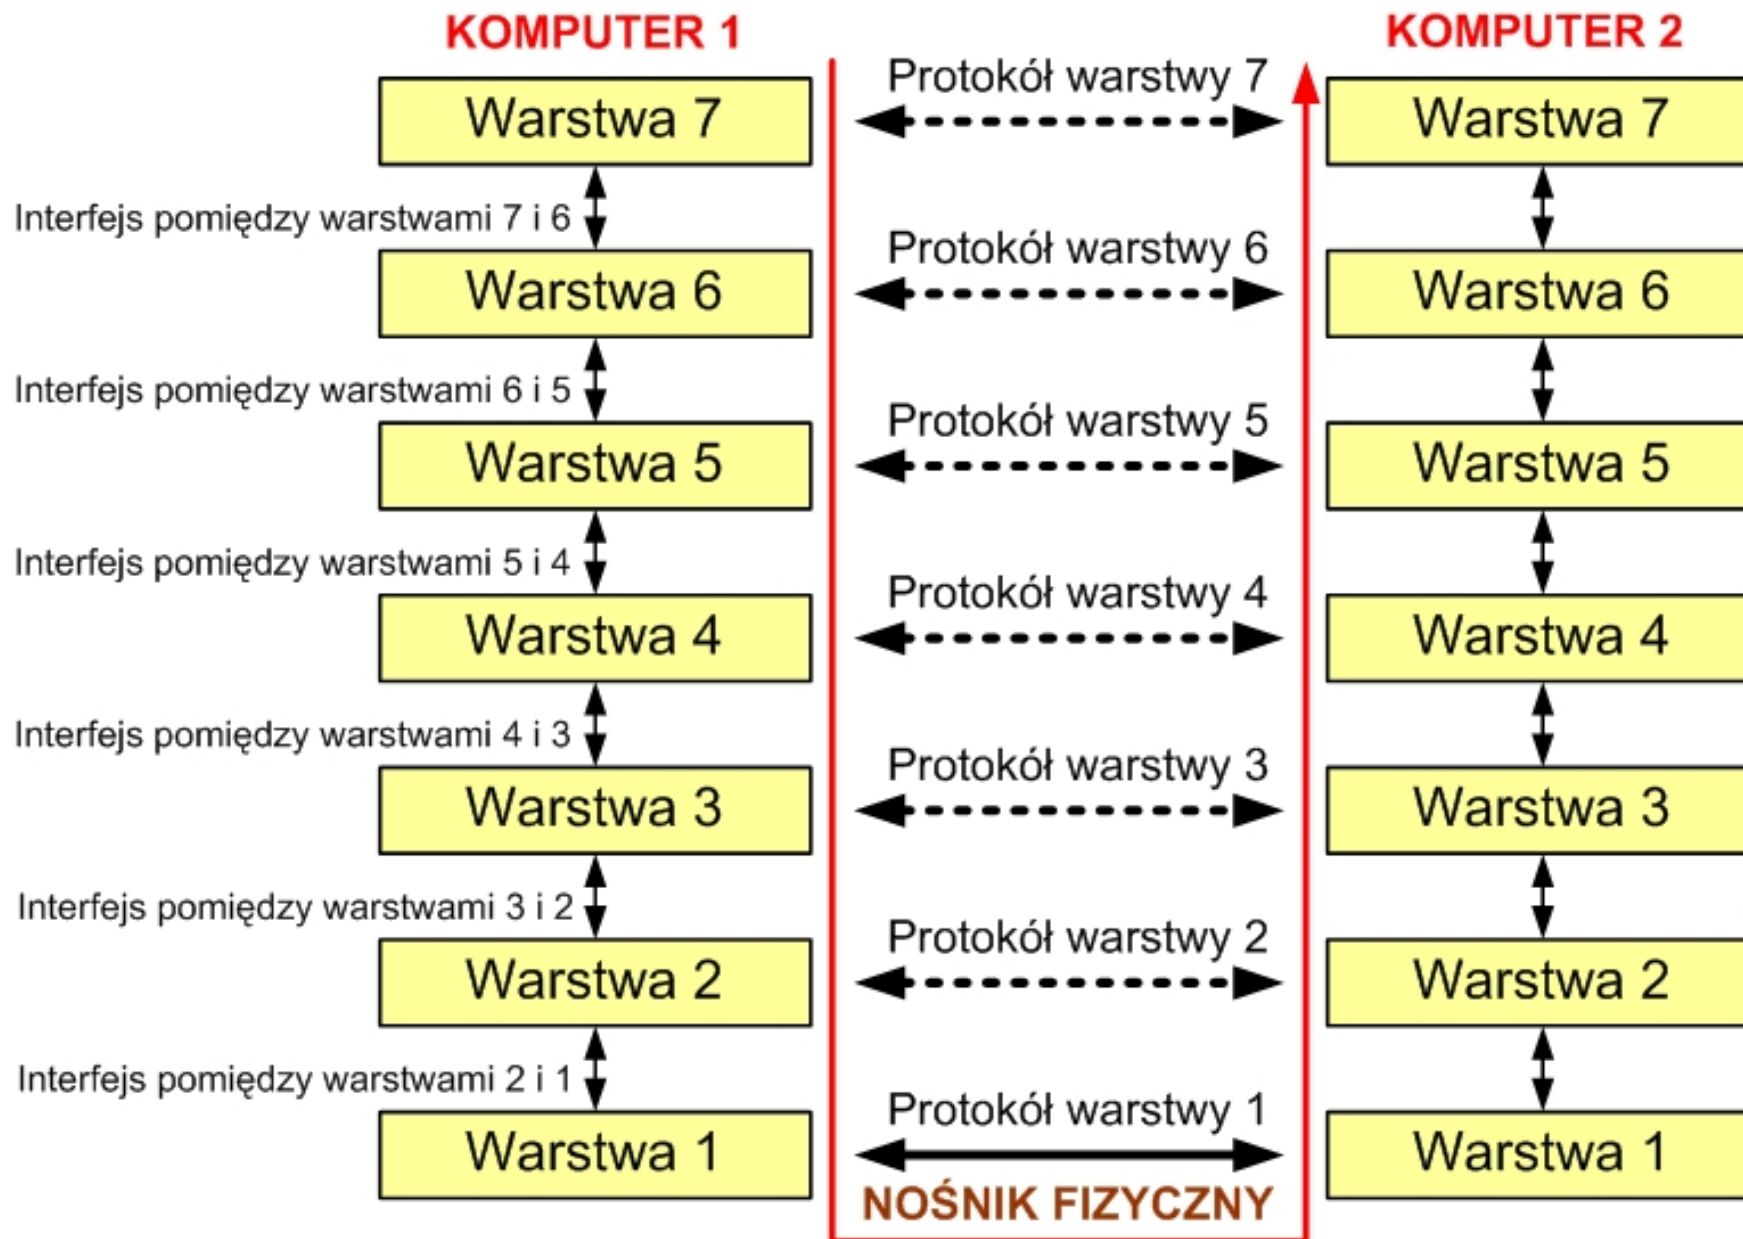 KOMPUTER 1
KOMPUTER 2
Warstwa 7
Protokół warstwy 7
Warstwa 7
Interfejs pomiędzy warstwami 7 i 6
Warstwa 6
Protokół warstwy 6
Warstwa 6
Interfejs pomiędzy warstwami 6 i 5
Warstwa 5
Protokół warstwy 5
Warstwa 5
Interfejs pomiędzy warstwami 5 i 4
Warstwa 4
Protokół warstwy 4
Warstwa 4
Interfejs pomiędzy warstwami 4 i 3
Warstwa 3
Protokół warstwy 3
Warstwa 3
Interfejs pomiędzy warstwami 3 i 2
Warstwa 2
Protokół warstwy 2
Warstwa 2
Interfejs pomiędzy warstwami 2 i 1
Warstwa 1
Protokół warstwy 1
Warstwa 1
NOŚNIK FIZYCZNY